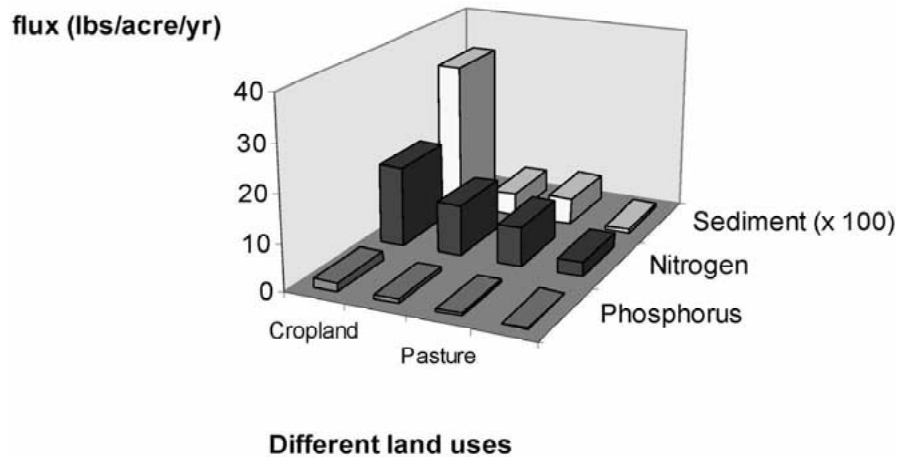 flux (lbs/acre/yr)
40
30
20
10
0
Sediment (x 100)
Nitrogen
Phosphorus
Cropland
Pasture
Different land uses